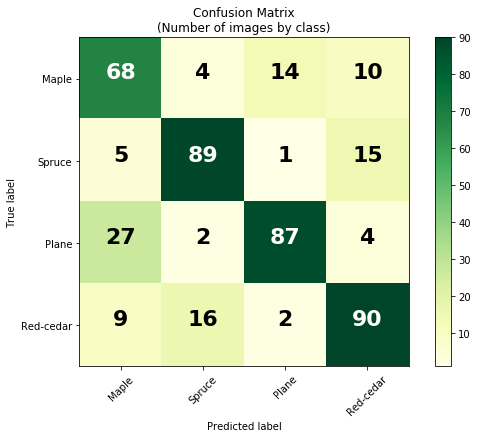 Confusion Matrix
(Number of images by class)
Maple 68 4 14 10
Spruce 5 89 1 15
Plane 27 2 87 4
Red-cedar 9 16 2 90
Maple Spruce Plane Red-cedar
True label
Predicted label
90
80
70
60
50
40
30
20
10